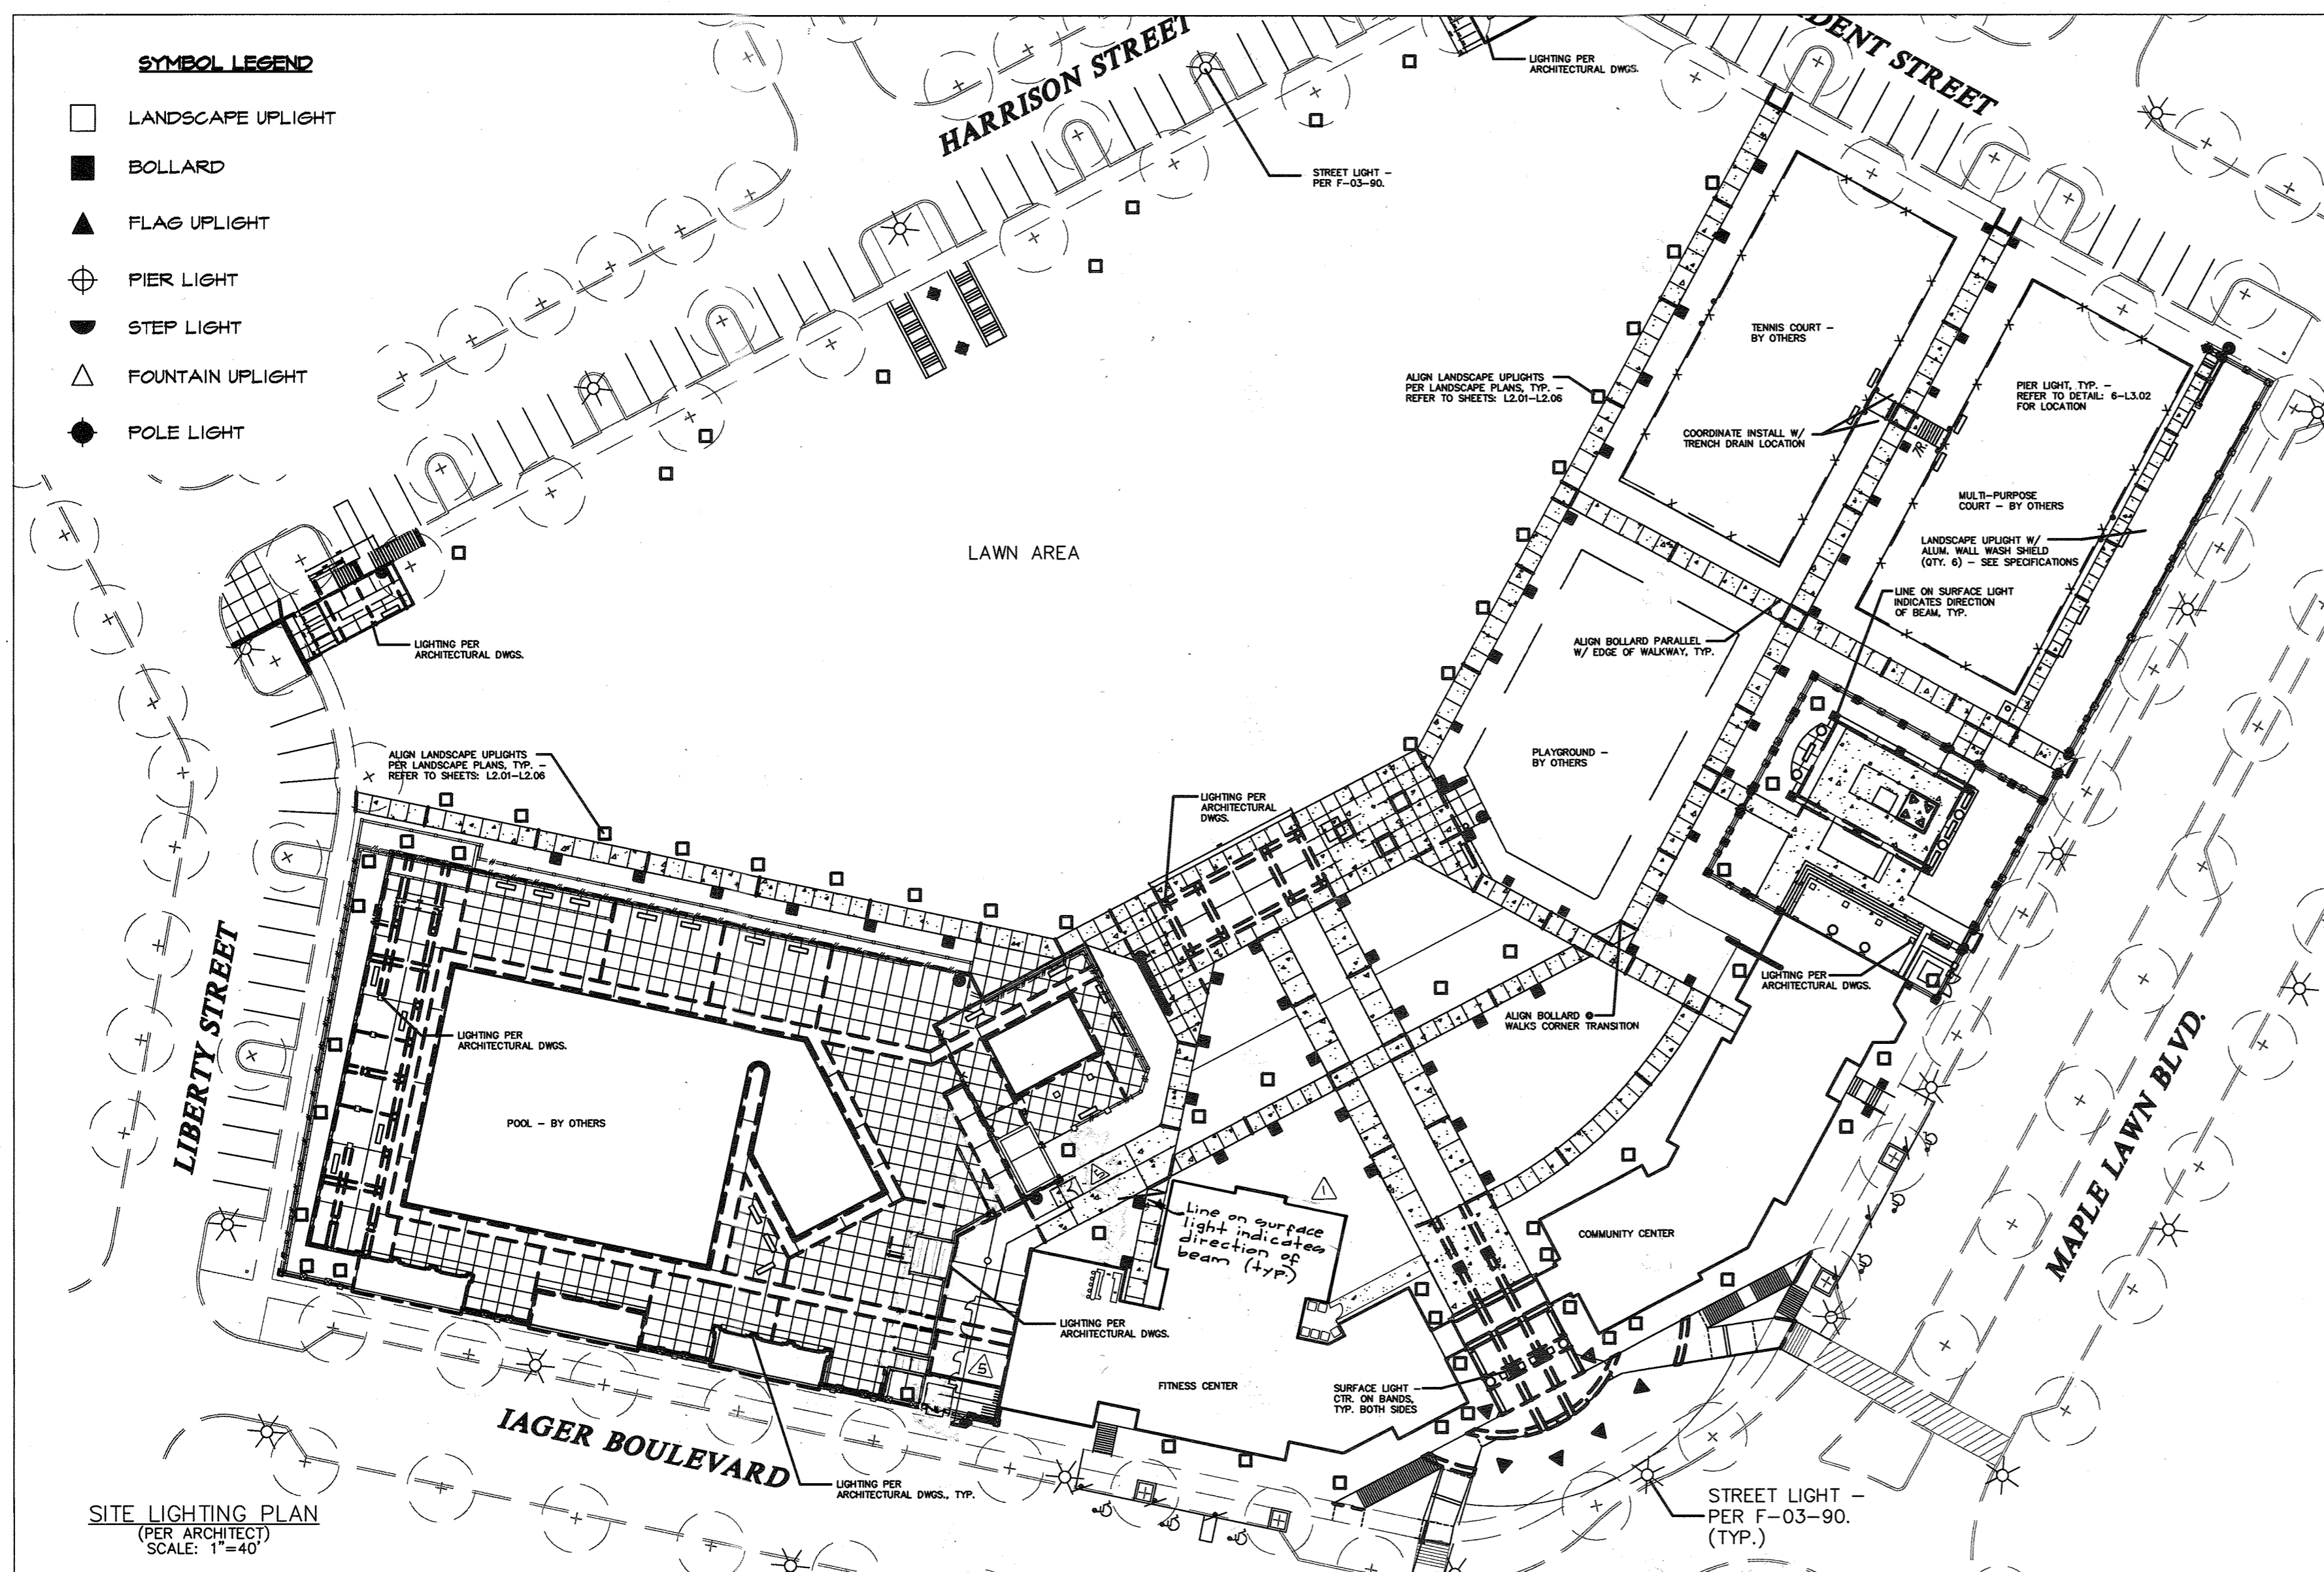 SYMBOL LEGEND
LANDSCAPE UPLIGHT
BOLLARD
FLAG UPLIGHT
PIER LIGHT
STEP LIGHT
FOUNTAIN UPLIGHT
POLE LIGHT
HARRISON STREET
DENT STREET
LIGHTING PER
ARCHITECTURAL DWGS.
STREET LIGHT –
PER F–03–90.
TENNIS COURT –
BY OTHERS
ALIGN LANDSCAPE UPLIGHTS
PER LANDSCAPE PLANS, TYP. –
REFER TO SHEETS: L2.01–L2.06
PIER LIGHT, TYP. –
REFER TO DETAIL: 6–L3.02
FOR LOCATION
COORDINATE INSTALL W/
TRENCH DRAIN LOCATION
7R
MULTI–PURPOSE
COURT – BY OTHERS
LANDSCAPE UPLIGHT W/
ALUM. WALL WASH SHIELD
(QTY. 6) – SEE SPECIFICATIONS
LAWN AREA
LINE ON SURFACE LIGHT
INDICATES DIRECTION
OF BEAM, TYP.
ALIGN BOLLARD PARALLEL
W/ EDGE OF WALKWAY, TYP.
LIGHTING PER
ARCHITECTURAL DWGS.
PLAYGROUND –
BY OTHERS
ALIGN LANDSCAPE UPLIGHTS
PER LANDSCAPE PLANS, TYP. –
REFER TO SHEETS: L2.01–L2.06
LIGHTING PER
ARCHITECTURAL
DWGS.
LIGHTING PER
ARCHITECTURAL DWGS.
ALIGN BOLLARD @
WALKS CORNER TRANSITION
LIBERTY STREET
LIGHTING PER
ARCHITECTURAL DWGS.
POOL – BY OTHERS
MAPLE LAWN BLVD.
5
1
Line on surface
light indicates
direction of
beam (typ.)
COMMUNITY CENTER
LIGHTING PER
ARCHITECTURAL DWGS.
5
FITNESS CENTER
SURFACE LIGHT –
CTR. ON BANDS,
TYP. BOTH SIDES
IAGER BOULEVARD
LIGHTING PER
ARCHITECTURAL DWGS., TYP.
STREET LIGHT –
PER F–03–90.
(TYP.)
SITE LIGHTING PLAN
(PER ARCHITECT)
SCALE: 1"=40'